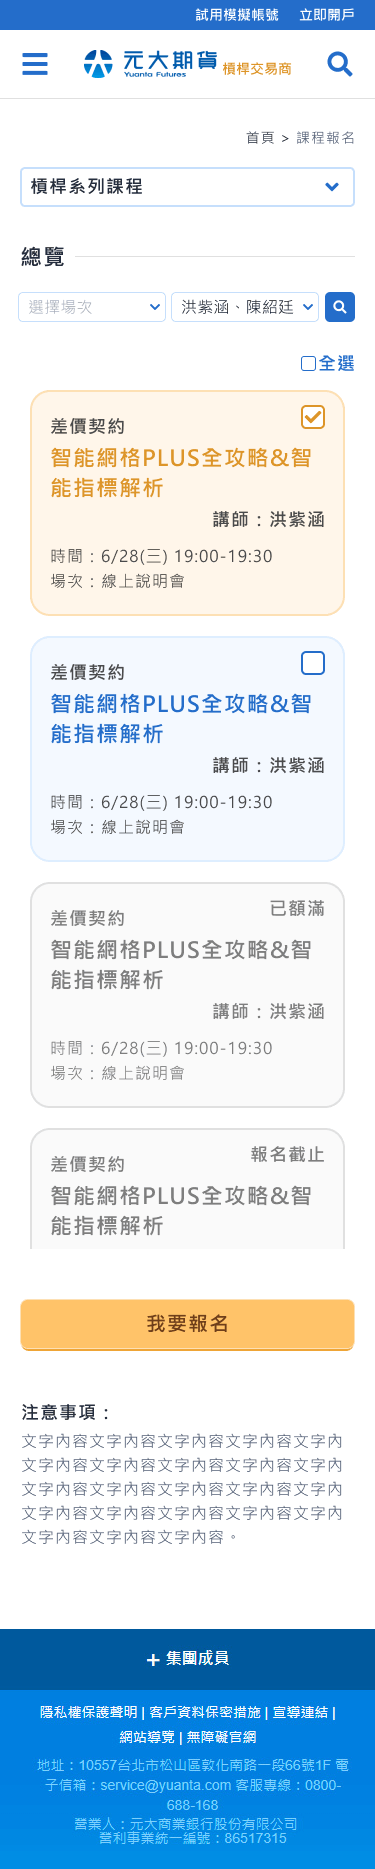 試用模擬帳號 立即開戶
元大期貨 槓桿交易商
Yuanta Futures
首頁 > 課程報名
槓桿系列課程
總覽
選擇場次 洪紫涵、陳紹廷
全選
差價契約
智能網格PLUS全攻略&智
能指標解析
講師：洪紫涵
時間：6/28(三) 19:00-19:30
場次：線上說明會
差價契約
智能網格PLUS全攻略&智
能指標解析
講師：洪紫涵
時間：6/28(三) 19:00-19:30
場次：線上說明會
已額滿
差價契約
智能網格PLUS全攻略&智
能指標解析
講師：洪紫涵
時間：6/28(三) 19:00-19:30
場次：線上說明會
報名截止
差價契約
智能網格PLUS全攻略&智
能指標解析
我要報名
注意事項：
文字內容文字內容文字內容文字內容文字內
文字內容文字內容文字內容文字內容文字內
文字內容文字內容文字內容文字內容文字內
文字內容文字內容文字內容文字內容文字內
文字內容文字內容文字內容。
+ 集團成員
隱私權保護聲明 | 客戶資料保密措施 | 宣導連結 |
網站導覽 | 無障礙官網
地址：10557台北市松山區敦化南路一段66號1F 電
子信箱：service@yuanta.com 客服專線：0800-
688-168
營業人：元大商業銀行股份有限公司
營利事業統一編號：86517315